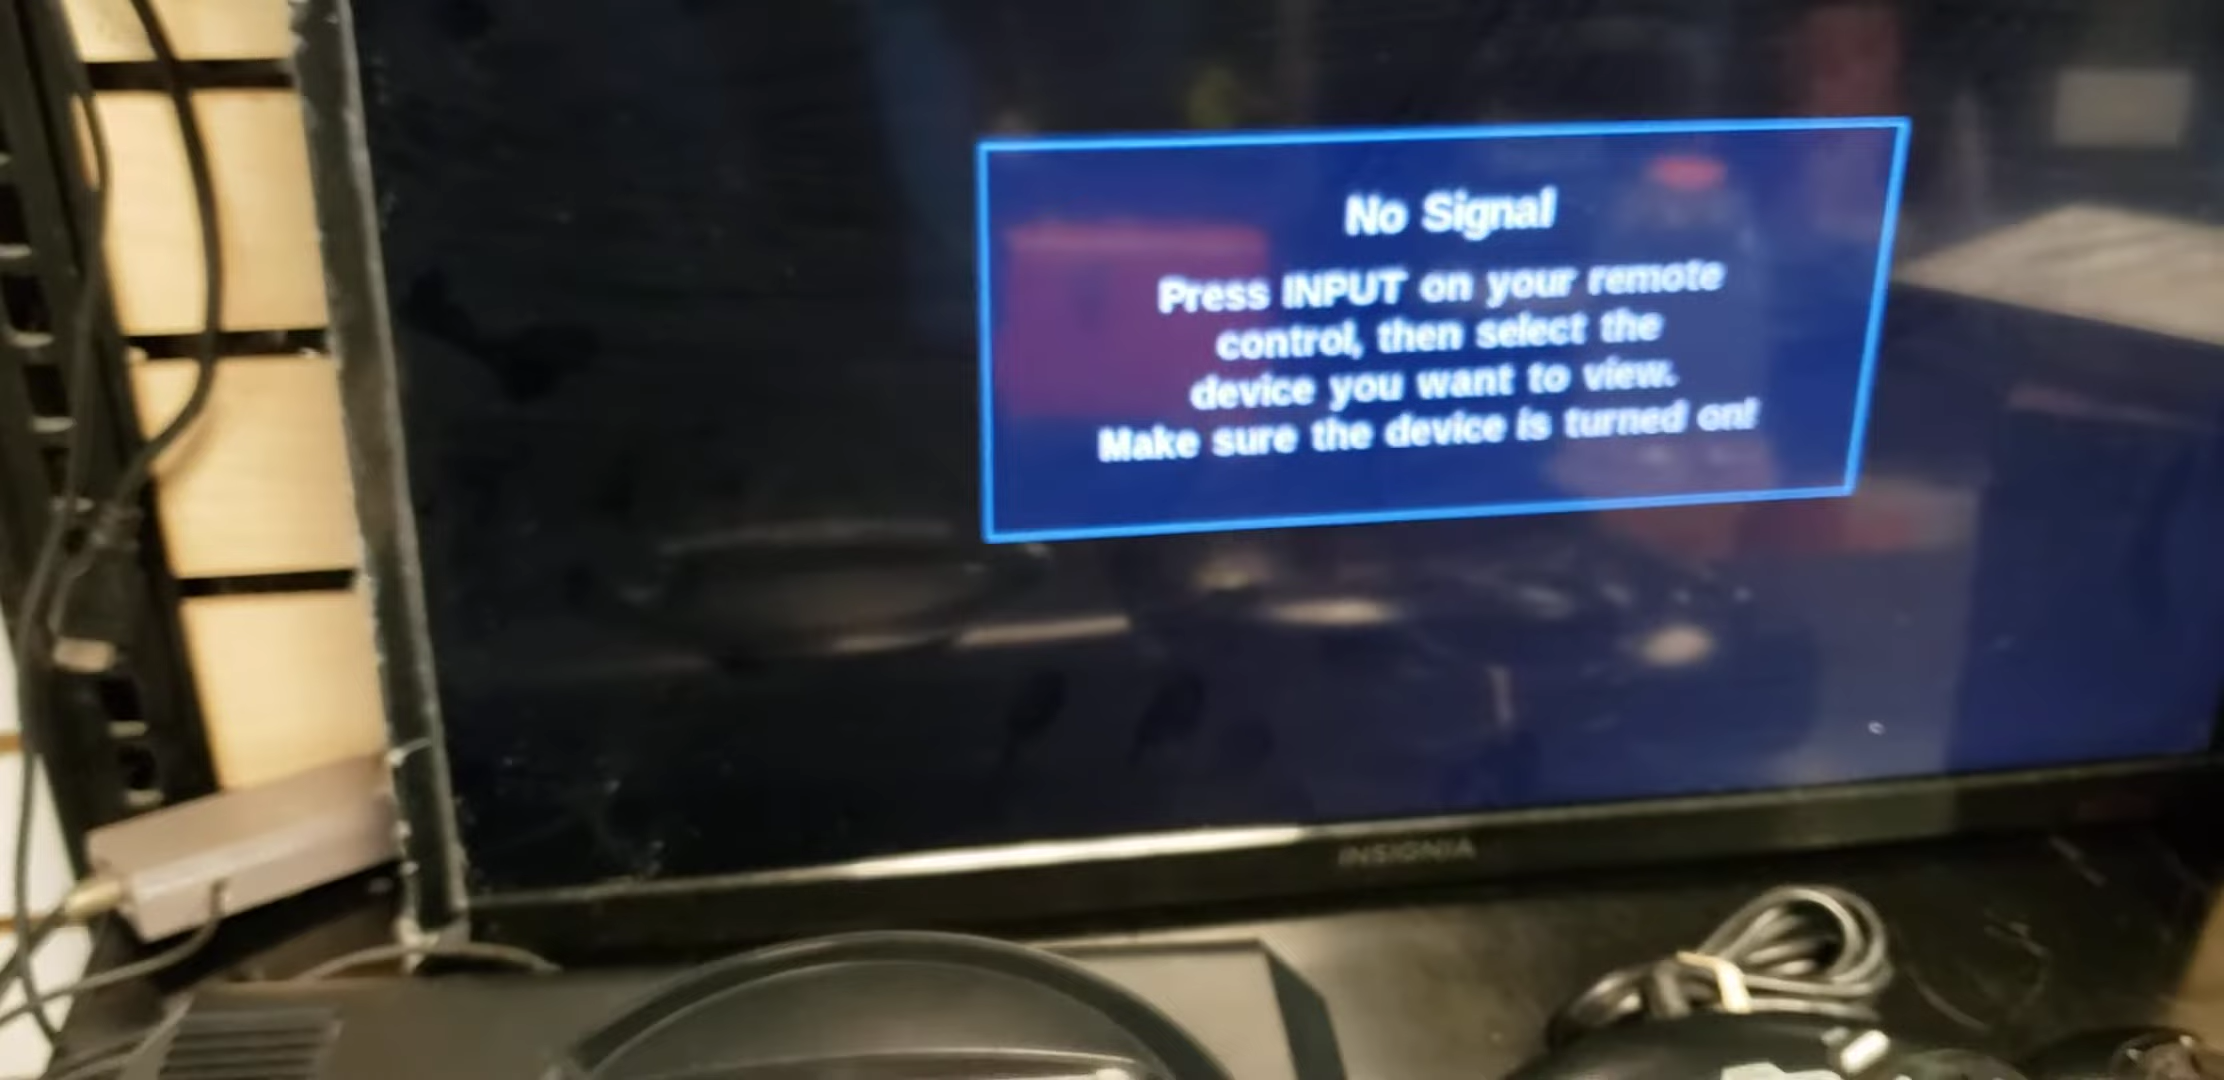 No Signal
Press INPUT on your remote
control, then select the
device you want to view.
Make sure the device is turned on!
INSIGNIA